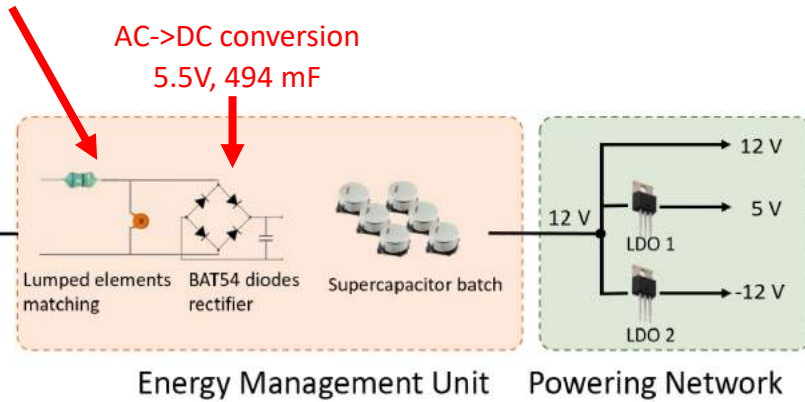 AC->DC conversion
5.5V, 494 mF
12 V
12 V
5 V
LDO 1
-12 V
LDO 2
Lumped elements
matching
BAT54 diodes
rectifier
Supercapacitor batch
Energy Management Unit
Powering Network